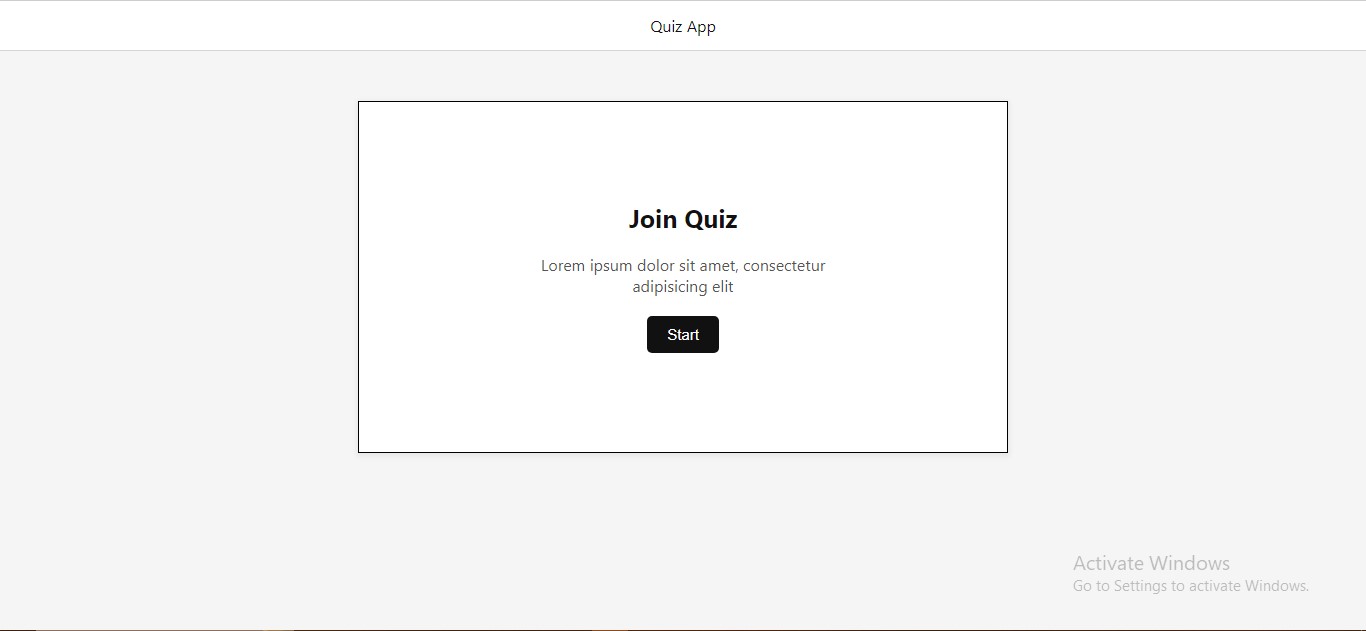 Quiz App
Join Quiz
Lorem ipsum dolor sit amet, consectetur
adipisicing elit
Start
Activate Windows
Go to Settings to activate Windows.